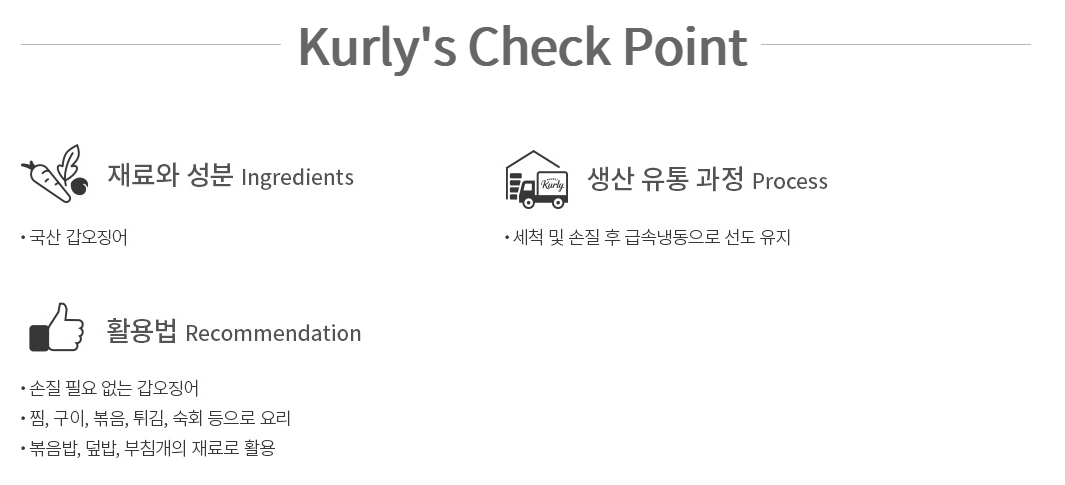 Kurly's Check Point
재료와 성분 Ingredients
• 국산 갑오징어
Kurly
생산 유통 과정 Process
• 세척 및 손질 후 급속냉동으로 선도 유지
활용법 Recommendation
• 손질 필요 없는 갑오징어
• 찜, 구이, 볶음, 튀김, 숙회 등으로 요리
• 볶음밥, 덮밥, 부침개의 재료로 활용